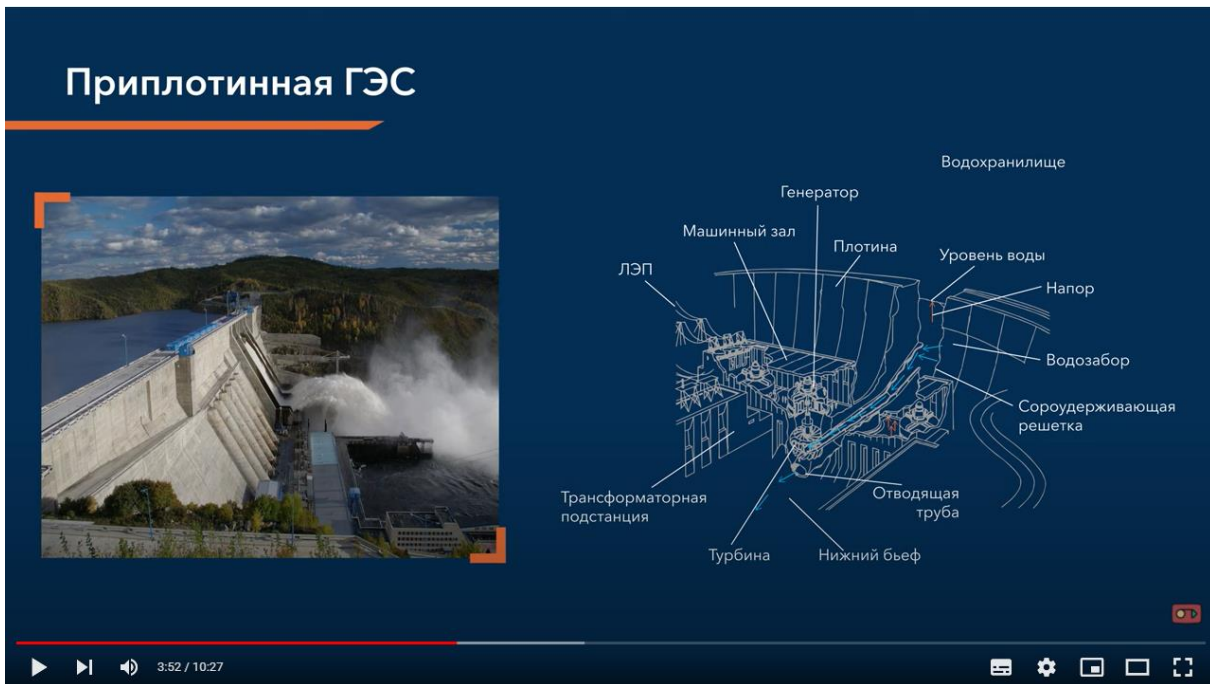 Приплотинная ГЭС
Водохранилище
Генератор
Машинный зал
Плотина
Уровень воды
ЛЭП
Напор
Водозабор
Сороудерживающая
решетка
Трансформаторная
подстанция
Отводящая
труба
Турбина
Нижний бьеф
3:52 / 10:27